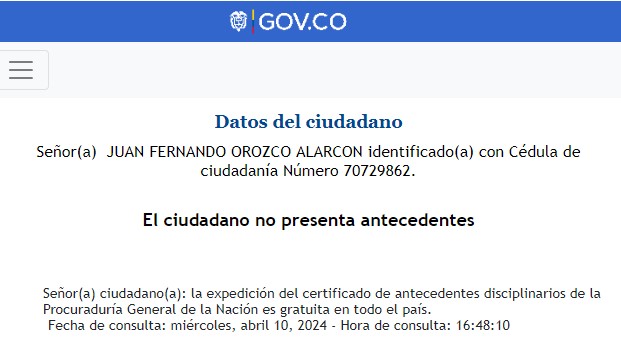 GOV.CO
Datos del ciudadano
Señor(a) JUAN FERNANDO OROZCO ALARCON identificado(a) con Cédula de
ciudadanía Número 70729862.
El ciudadano no presenta antecedentes
Señor(a) ciudadano(a): la expedición del certificado de antecedentes disciplinarios de la
Procuraduría General de la Nación es gratuita en todo el país.
Fecha de consulta: miércoles, abril 10, 2024 - Hora de consulta: 16:48:10